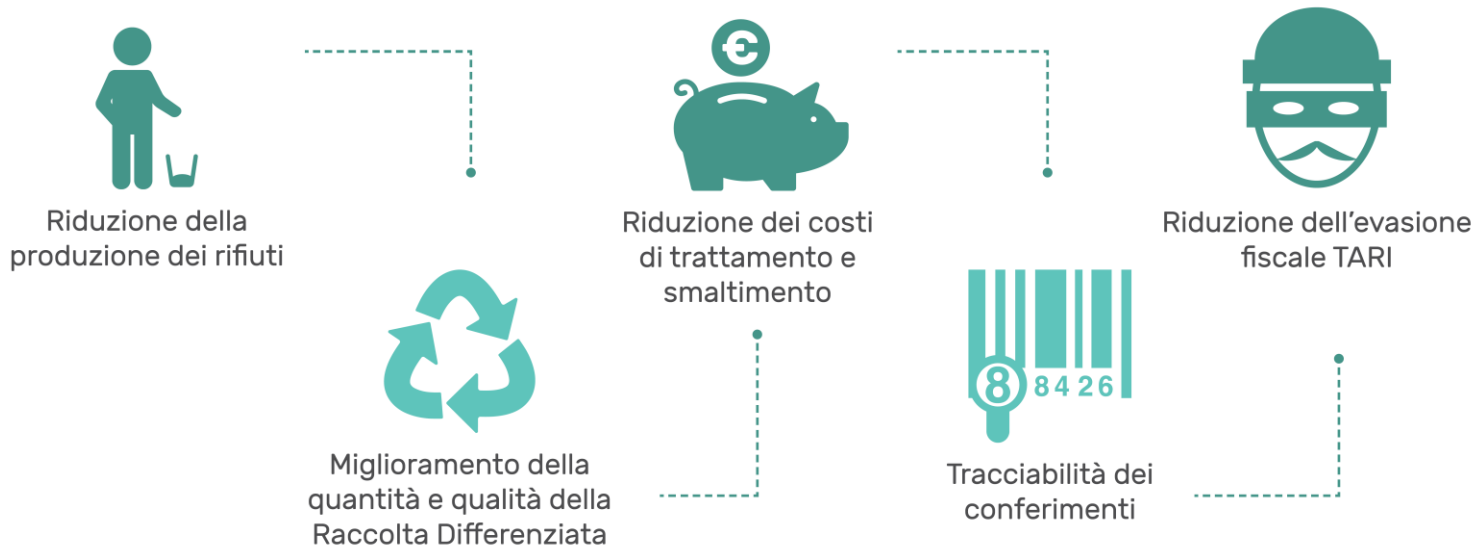 Riduzione della
produzione dei rifiuti
Miglioramento della
quantità e qualità della
Raccolta Differenziata
€
Riduzione dei costi
di trattamento e
smaltimento
8 8426
Tracciabilità dei
conferimenti
Riduzione dell’evasione
fiscale TARI